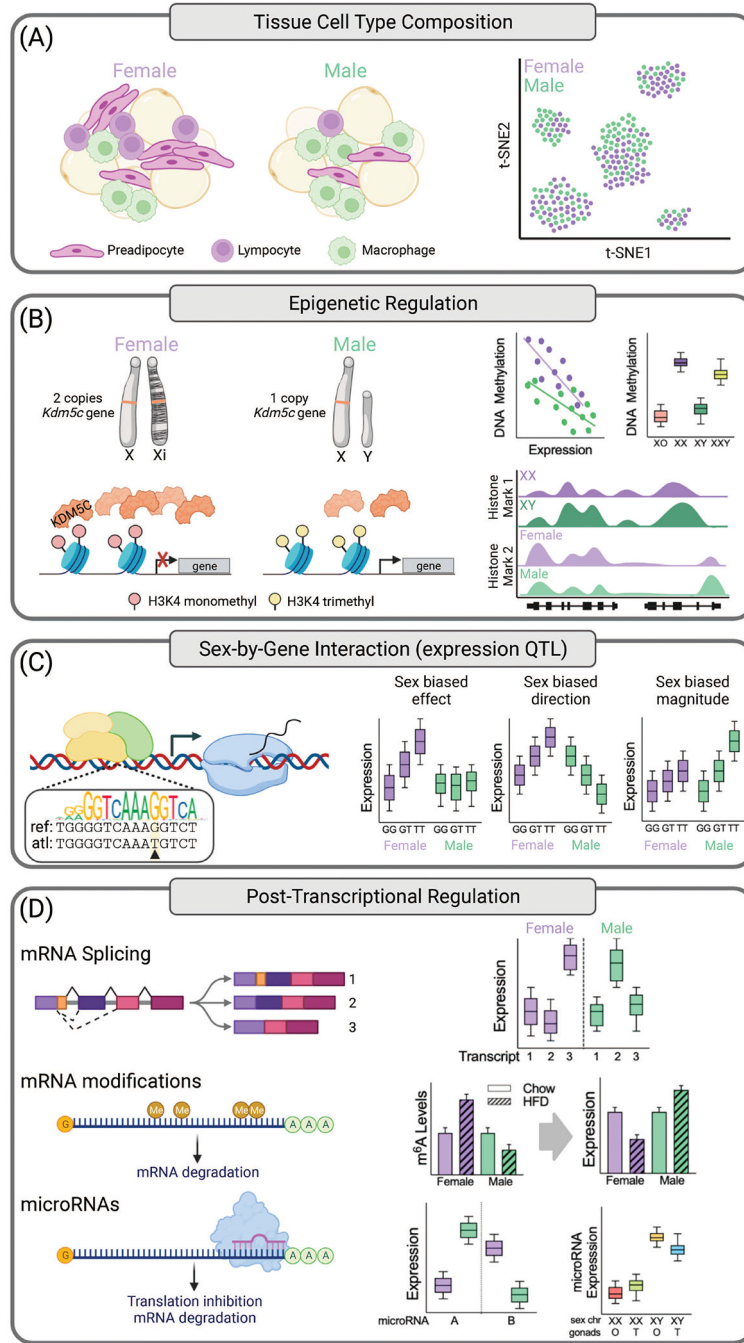 Tissue Cell Type Composition
(A)
Female
Male
Preadipocyte
Lympocyte
Macrophage
Female
Male
t-SNE2
t-SNE1
Epigenetic Regulation
(B)
Female
2 copies
Kdm5c gene
X
Xi
Male
1 copy
Kdm5c gene
X
Y
KDM5C
gene
gene
H3K4 monomethyl
H3K4 trimethyl
DNA Methylation
Expression
DNA Methylation
XO XX XY XXY
Histone
Mark 1
XX
XY
Histone
Mark 2
Female
Male
Sex-by-Gene Interaction (expression QTL)
(C)
GGGGTCAAAGGTCA
ref: TGGGGTCAAAGGTCT
atl: TGGGGTCAAATGTCT
Sex biased
effect
Expression
GG GT TT GG GT TT
Female Male
Sex biased
direction
Expression
GG GT TT GG GT TT
Female Male
Sex biased
magnitude
Expression
GG GT TT GG GT TT
Female Male
Post-Transcriptional Regulation
(D)
mRNA Splicing
1
2
3
Female Male
Expression
Transcript 1 2 3 1 2 3
mRNA modifications
G Me Me Me Me A A A
mRNA degradation
m⁶A Levels
Chow
HFD
Female Male
Expression
Female Male
microRNAs
G A A A
Translation inhibition
mRNA degradation
Expression
microRNA A B
microRNA
Expresssion
sex chr XX XX XY XY
gonads O T O T